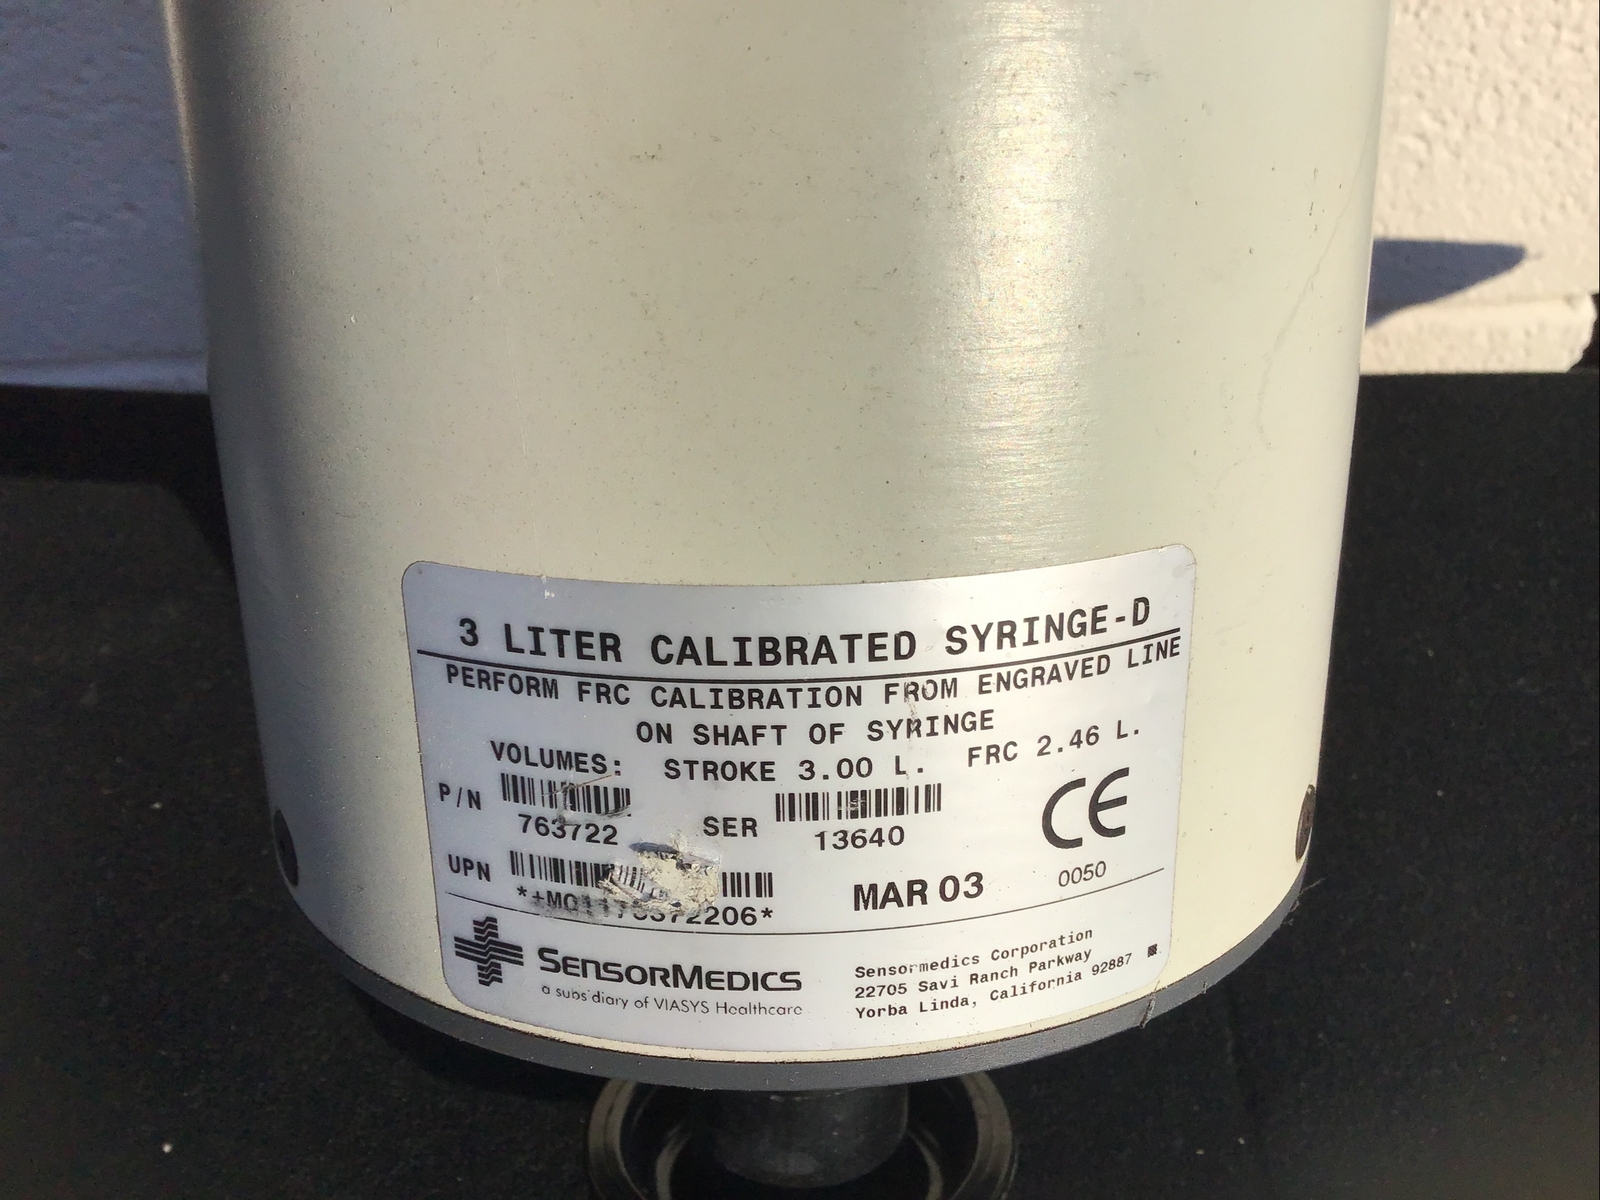 3 LITER CALIBRATED SYRINGE-D
PERFORM FRC CALIBRATION FROM ENGRAVED LINE
ON SHAFT OF SYRINGE
VOLUMES: STROKE 3.00 L. FRC 2.46 L.
P/N 763722 SER 13640 CE
UPN MAR 03 0050
SENSORMEDICS
a subsidiary of VIASYS Healthcare
Sensormedics Corporation
22705 Savi Ranch Parkway
Yorba Linda, California 92887